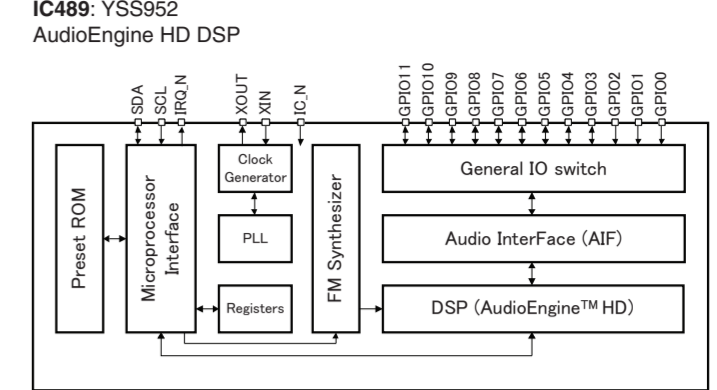 IC489: YSS952
AudioEngine HD DSP
SDA
SCL
IRQ_N
XOUT
XIN
IC_N
GPIO11
GPIO10
GPIO9
GPIO8
GPIO7
GPIO6
GPIO5
GPIO4
GPIO3
GPIO2
GPIO1
GPIO0
Preset ROM
Microprocessor
Interface
Clock
Generator
PLL
Registers
FM Synthesizer
General IO switch
Audio InterFace (AIF)
DSP (AudioEngine™ HD)